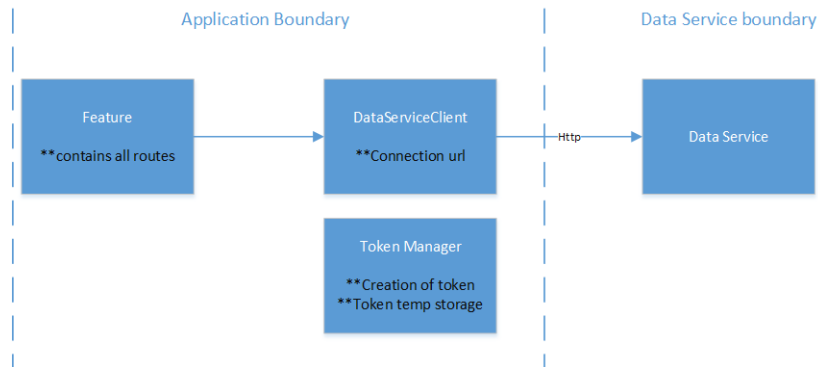 Application Boundary
Data Service boundary
Feature
**contains all routes
DataServiceClient
**Connection url
Http
Data Service
Token Manager
**Creation of token
**Token temp storage